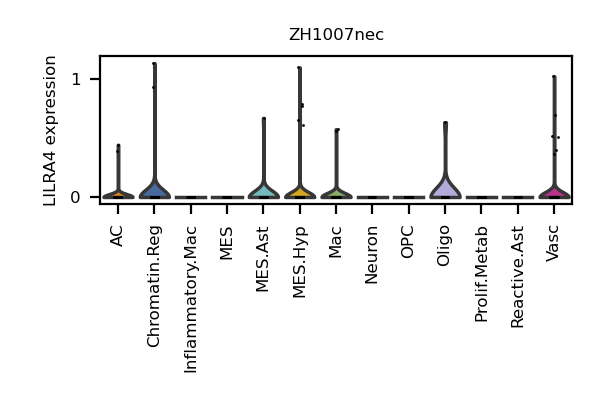 ZH1007nec
LILRA4 expression
1
0
AC
Chromatin.Reg
Inflammatory.Mac
MES
MES.Ast
MES.Hyp
Mac
Neuron
OPC
Oligo
Prolif.Metab
Reactive.Ast
Vasc